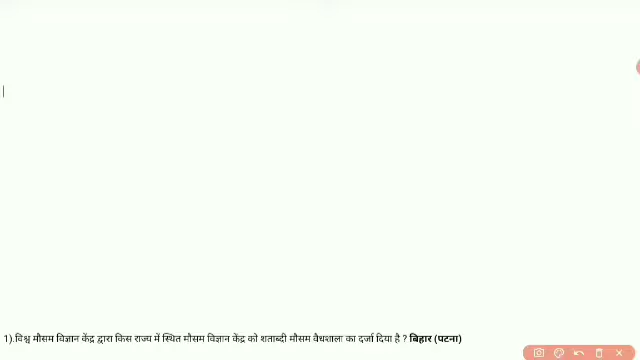 1).विश्व मौसम विज्ञान केंद्र द्वारा किस राज्य में स्थित मौसम विज्ञान केंद्र को शताब्दी मौसम वैधशाला का दर्जा दिया है ? बिहार (पटना)